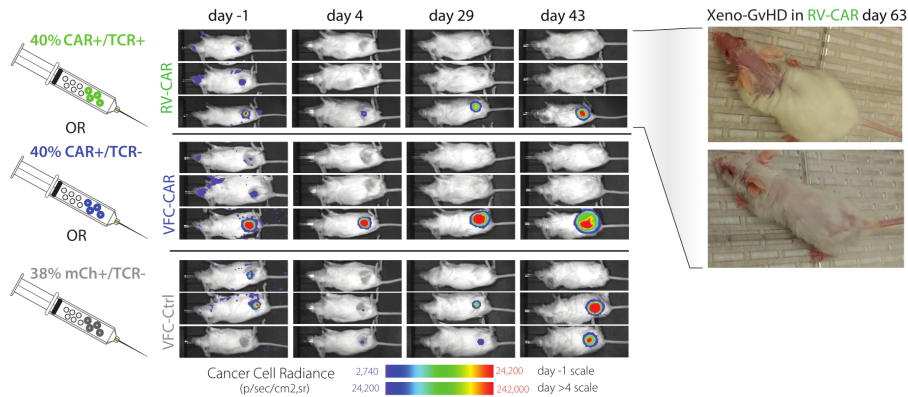 day -1
day 4
day 29
day 43
Xeno-GvHD in RV-CAR day 63
40% CAR+/TCR+
RV-CAR
OR
40% CAR+/TCR-
VFC-CAR
OR
38% mCh+/TCR-
VFC-Ctrl
Cancer Cell Radiance
(p/sec/cm2,sr)
2,740
24,200
day -1 scale
24,200
242,000
day >4 scale